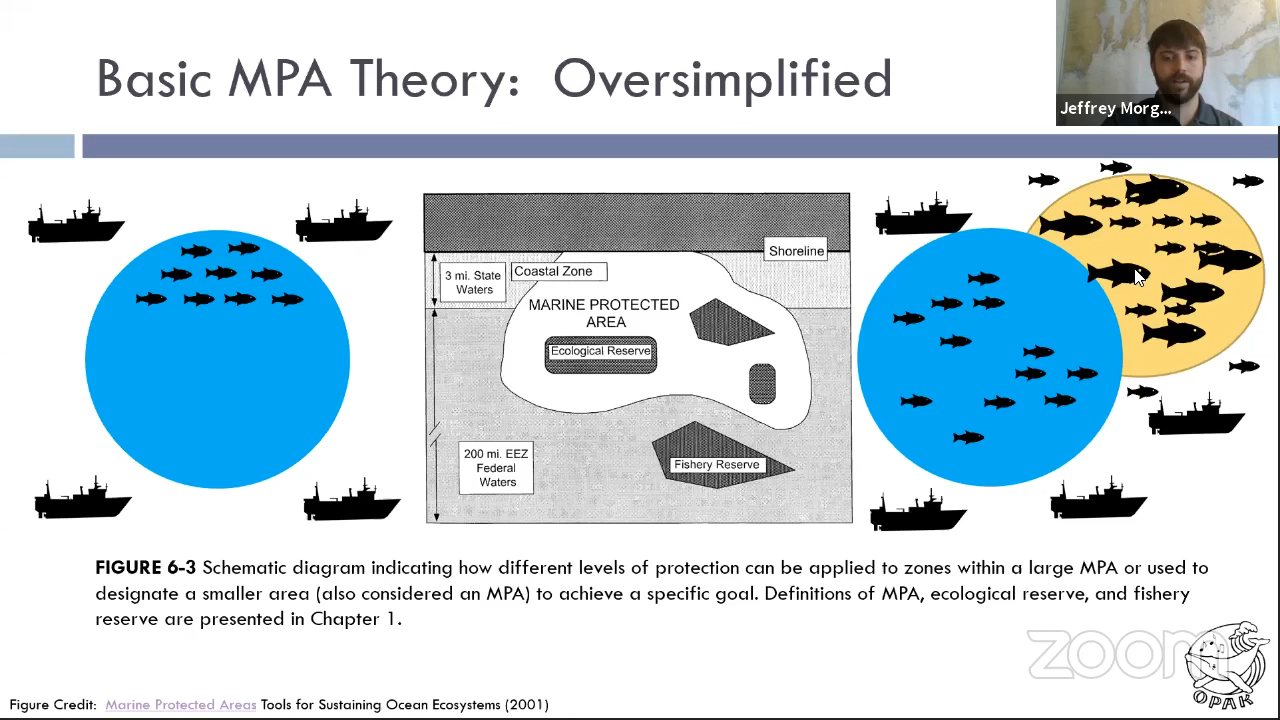 Basic MPA Theory:  Oversimplified
Jeffrey Morg...
Shoreline
3 mi. State
Waters
Coastal Zone
MARINE PROTECTED
AREA
Ecological Reserve
200 mi. EEZ
Federal
Waters
Fishery Reserve
FIGURE 6-3 Schematic diagram indicating how different levels of protection can be applied to zones within a large MPA or used to
designate a smaller area (also considered an MPA) to achieve a specific goal. Definitions of MPA, ecological reserve, and fishery
reserve are presented in Chapter 1.
zoom
OPAK
Figure Credit:  Marine Protected Areas Tools for Sustaining Ocean Ecosystems (2001)